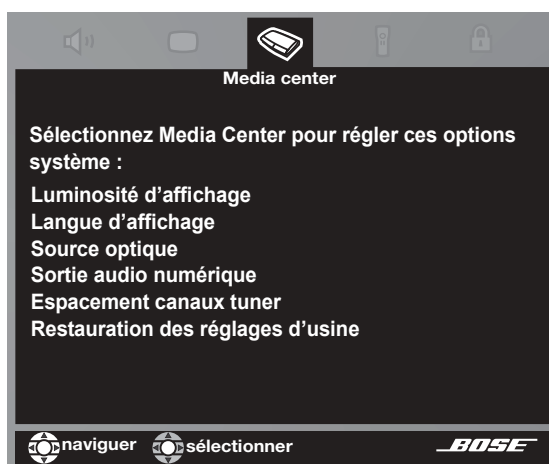 Media center
Sélectionnez Media Center pour régler ces options
système :
Luminosité d’affichage
Langue d’affichage
Source optique
Sortie audio numérique
Espacement canaux tuner
Restauration des réglages d’usine
naviguer sélectionner BOSE